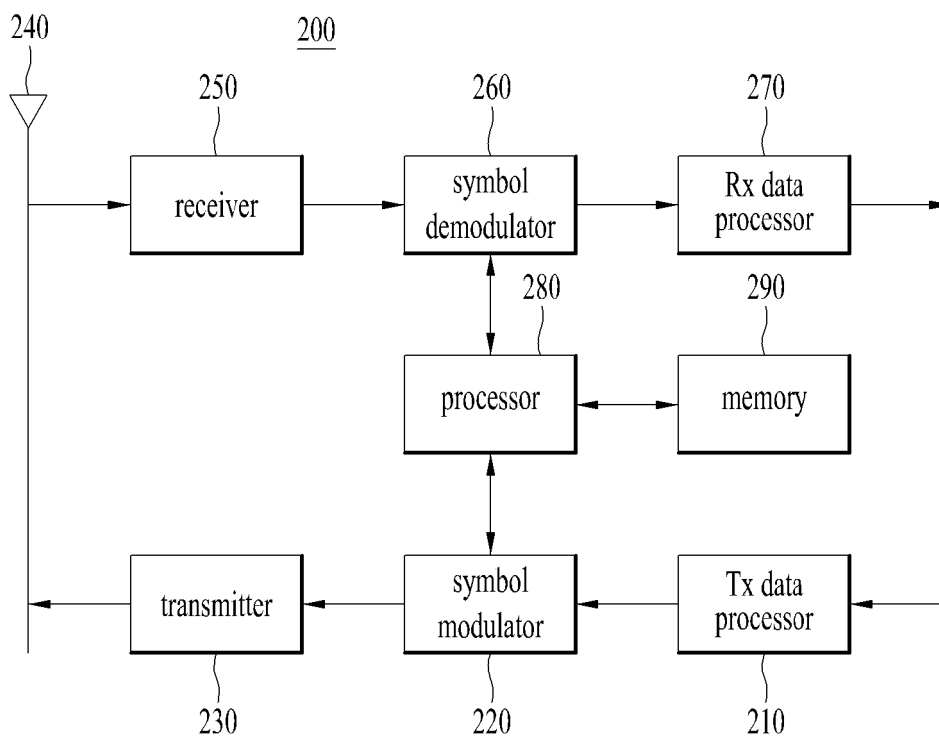 240
200
250
260
270
receiver
symbol
demodulator
Rx data
processor
280
290
processor
memory
transmitter
symbol
modulator
Tx data
processor
230
220
210